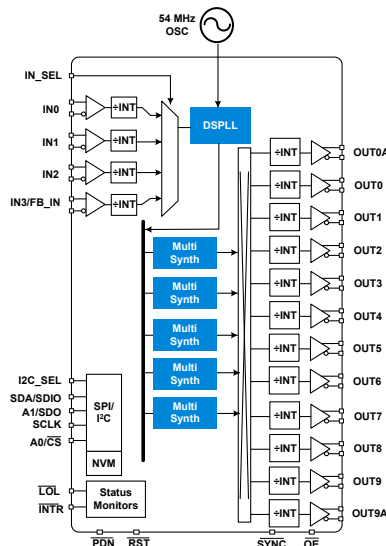 54 MHz
OSC
IN_SEL
IN0
÷INT
DSPLL
IN1
÷INT
IN2
÷INT
IN3/FB_IN
÷INT
÷INT
OUT0A
÷INT
OUT0
÷INT
OUT1
Multi
Synth
÷INT
OUT2
Multi
Synth
÷INT
OUT3
Multi
Synth
÷INT
OUT4
÷INT
OUT5
Multi
Synth
÷INT
OUT6
Multi
Synth
÷INT
OUT7
÷INT
OUT8
÷INT
OUT9
÷INT
OUT9A
I2C_SEL
SDA/SDIO
A1/SDO
SCLK
A0/CS
SPI/
I²C
NVM
LOL
INTR
Status
Monitors
PDN
RST
SYNC
OE